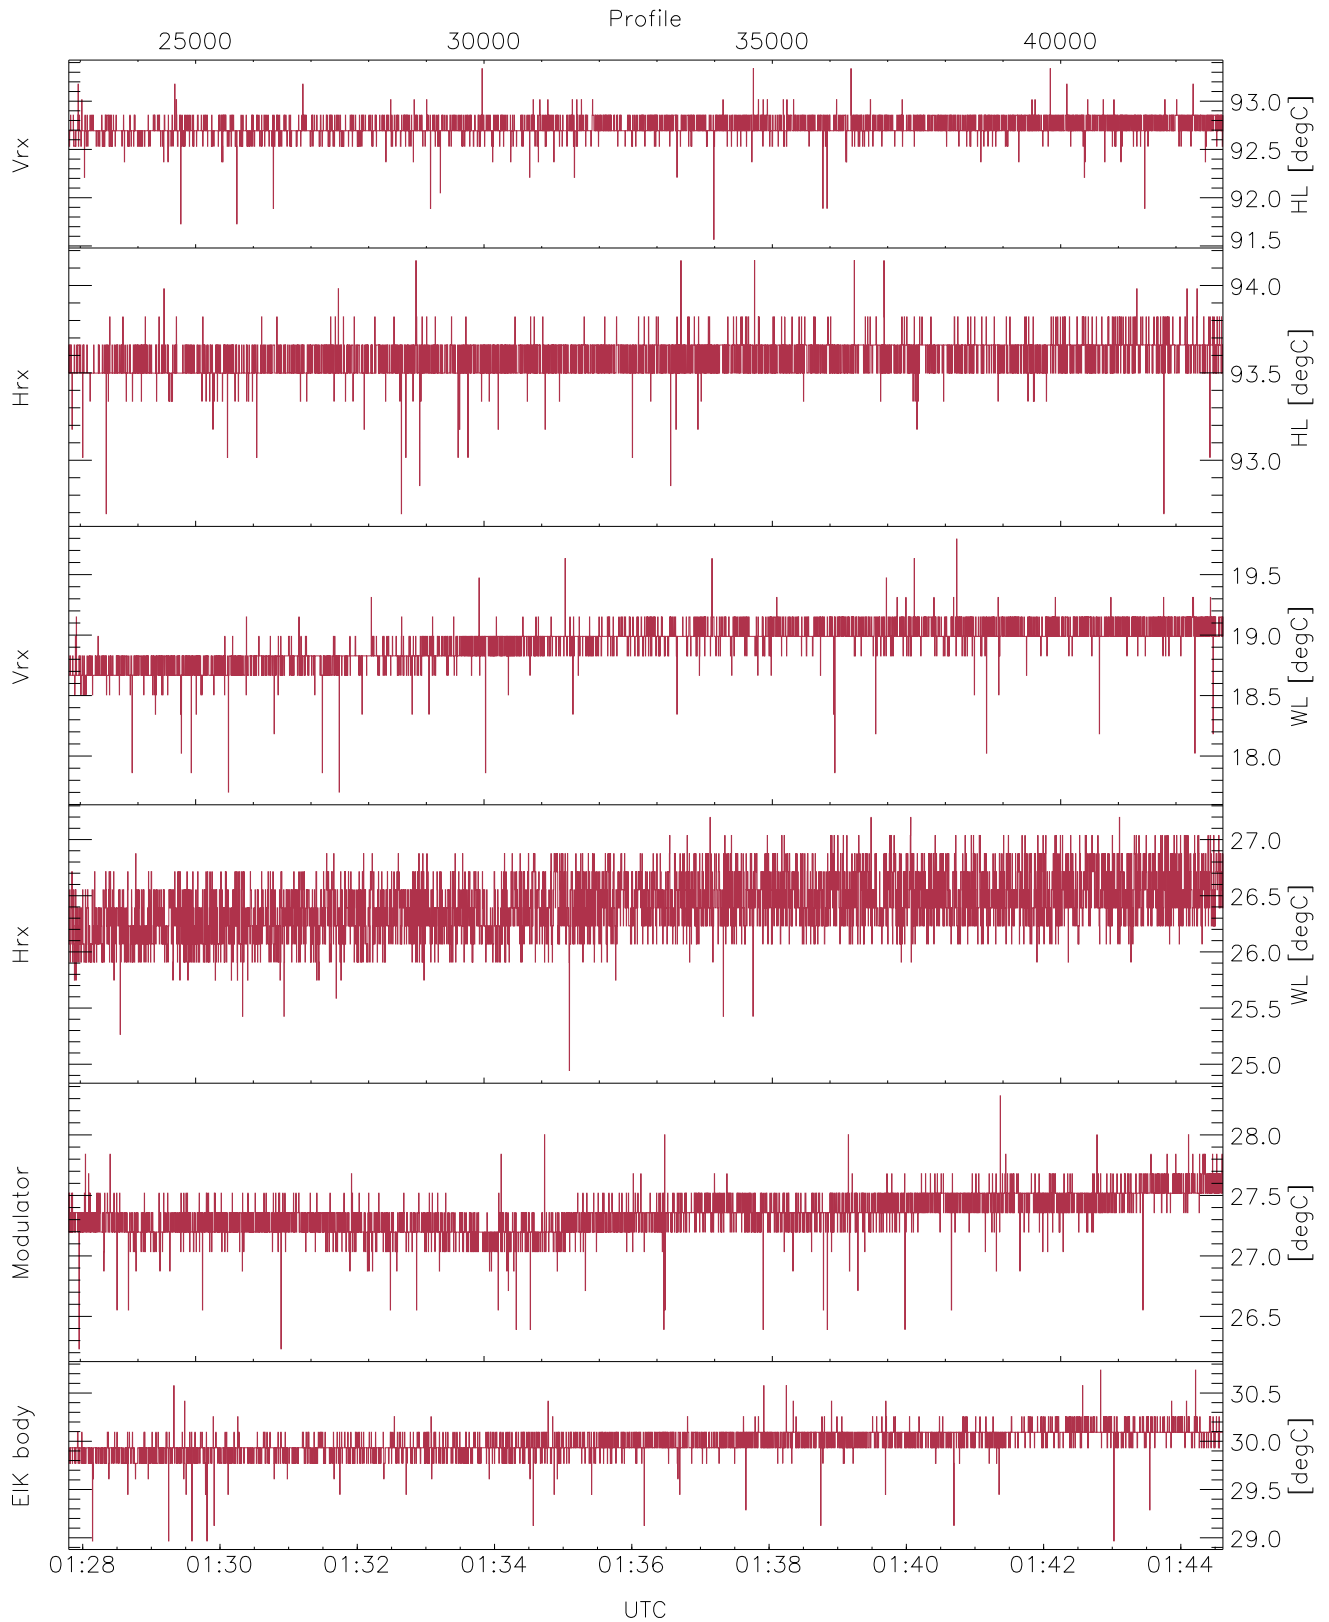 Profile
25000 30000 35000 40000
Vrx
93.0
92.5
92.0
91.5
HL [degC]
Hrx
94.0
93.5
93.0
HL [degC]
Vrx
19.5
19.0
18.5
18.0
WL [degC]
Hrx
27.0
26.5
26.0
25.5
25.0
WL [degC]
Modulator
28.0
27.5
27.0
26.5
[degC]
EIK body
30.5
30.0
29.5
29.0
[degC]
01:28 01:30 01:32 01:34 01:36 01:38 01:40 01:42 01:44
UTC